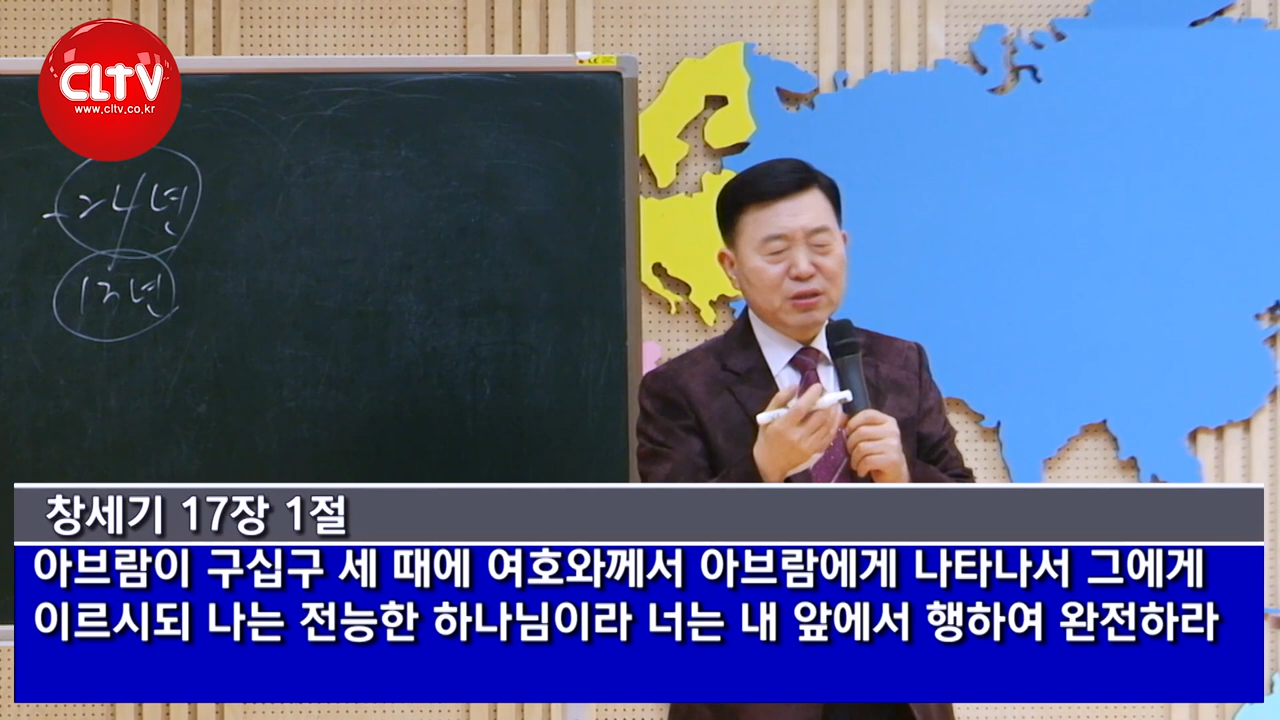 CLTV
www.cltv.co.kr
24년
13년
창세기 17장 1절
아브람이 구십구 세 때에 여호와께서 아브람에게 나타나서 그에게
이르시되 나는 전능한 하나님이라 너는 내 앞에서 행하여 완전하라